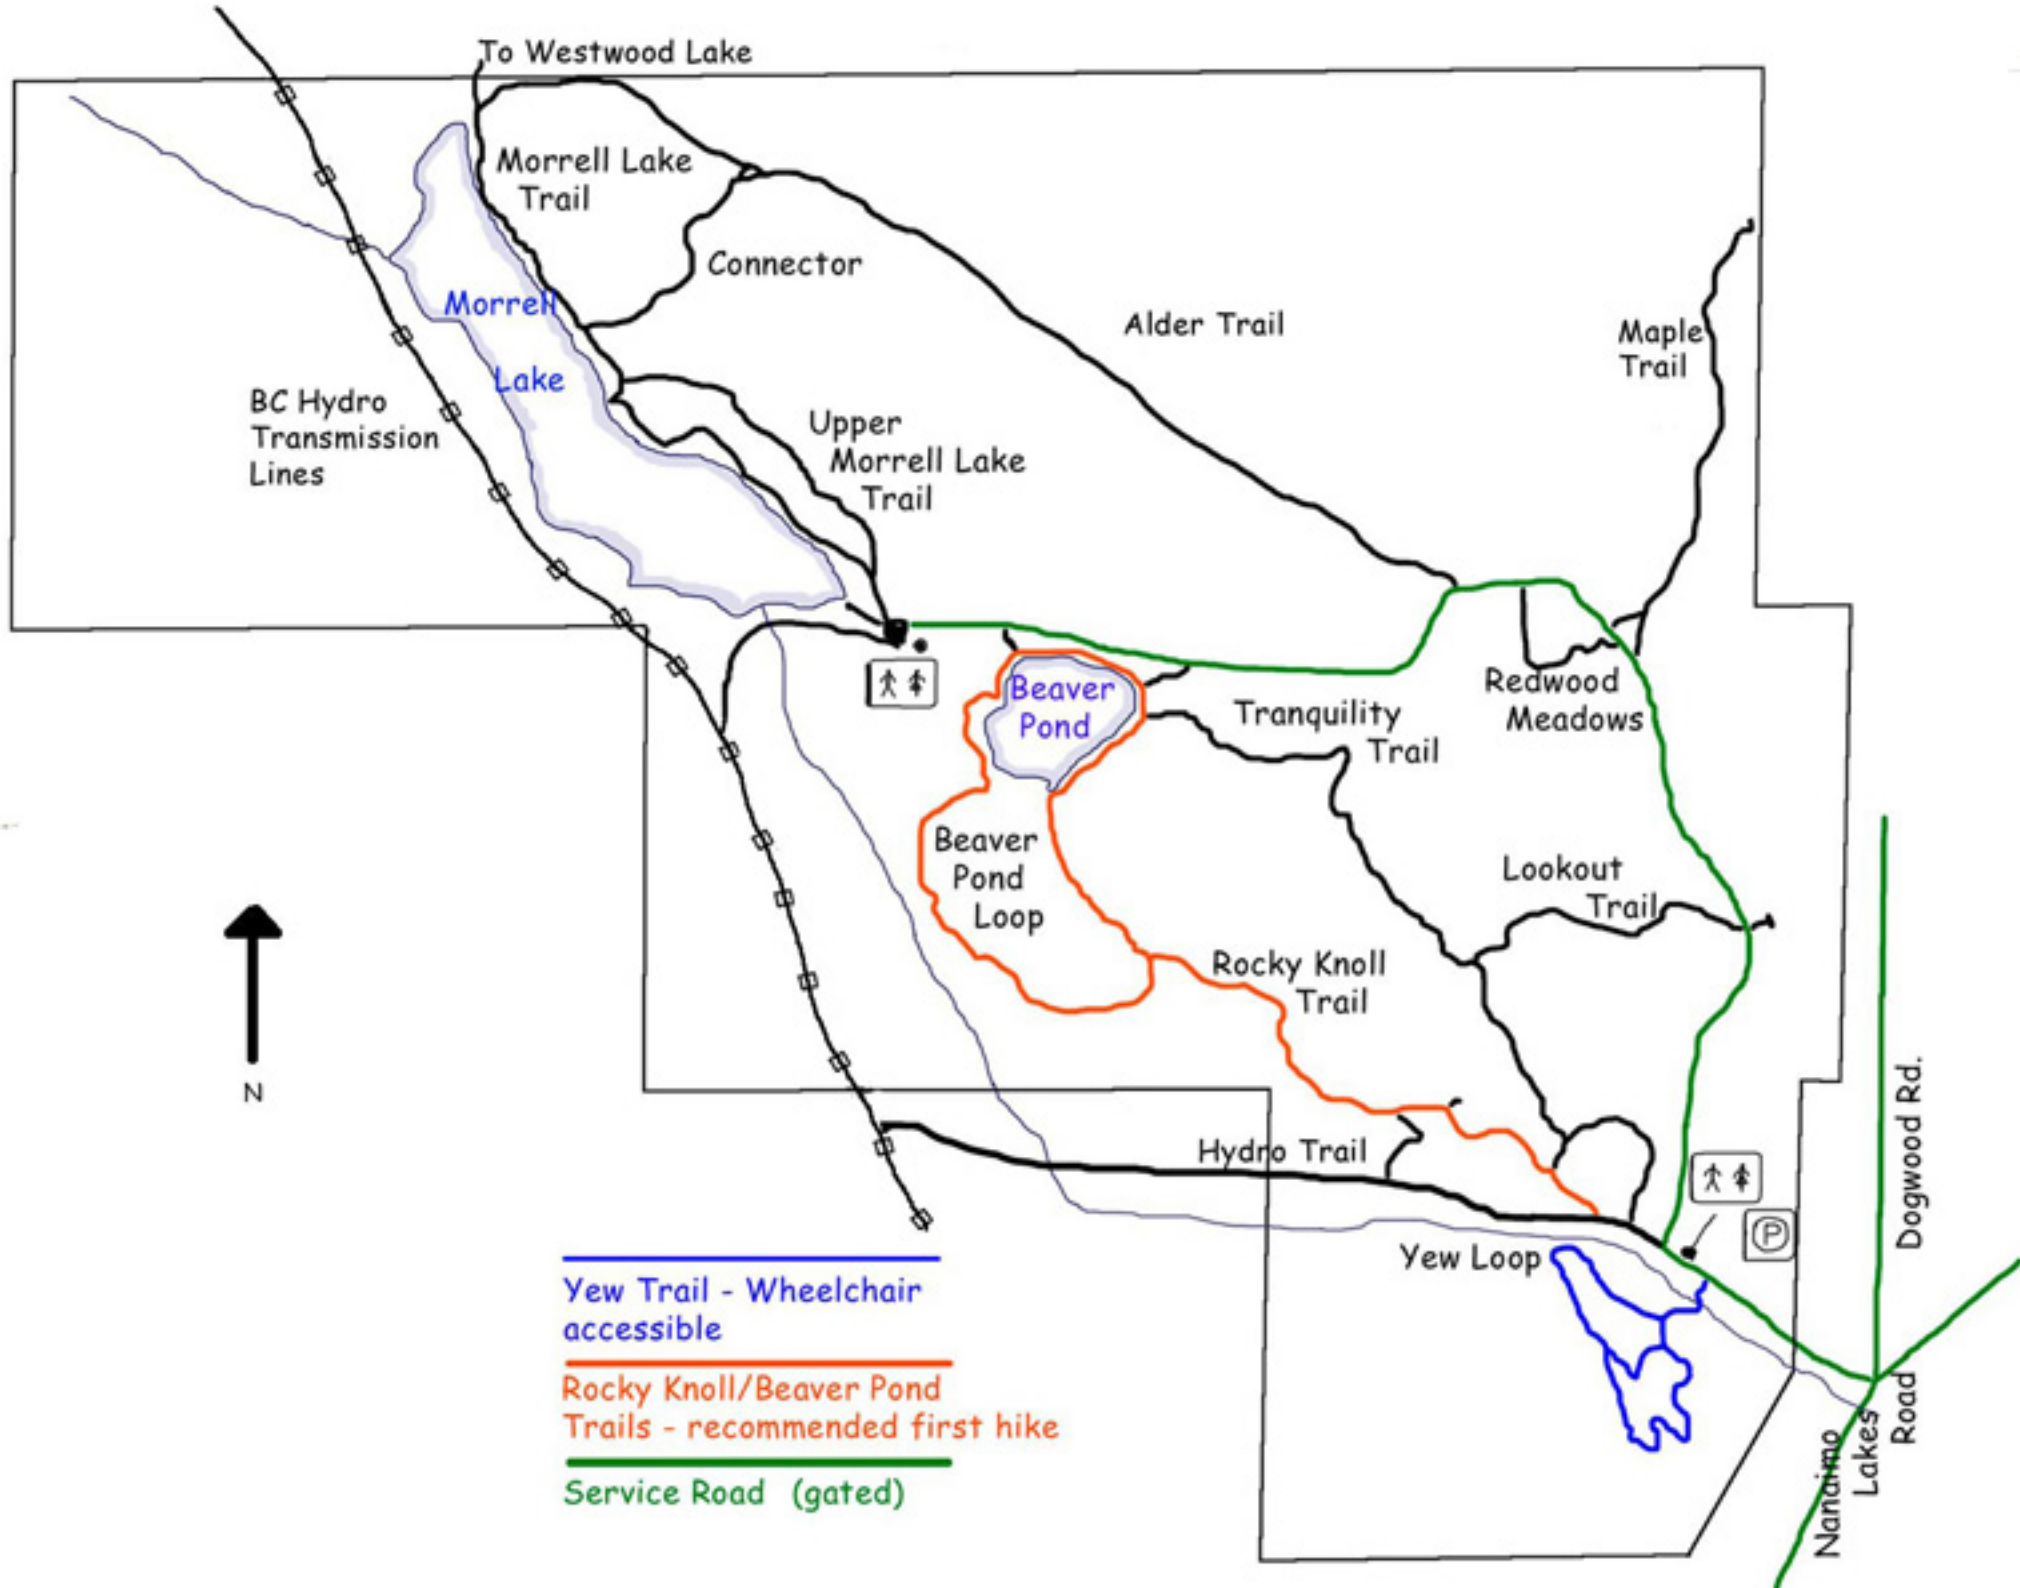 To Westwood Lake
Morrell Lake
Trail
Connector
Morrell
Lake
Alder Trail
Maple
Trail
BC Hydro
Transmission
Lines
Upper
Morrell Lake
Trail
Beaver
Pond
Redwood
Meadows
Tranquility
Trail
Beaver
Pond
Loop
Lookout
Trail
Rocky Knoll
Trail
N
Hydro Trail
Dogwood Rd.
P
Yew Loop
Yew Trail - Wheelchair
accessible
Rocky Knoll/Beaver Pond
Trails - recommended first hike
Service Road (gated)
Nanaimo
Lakes
Road